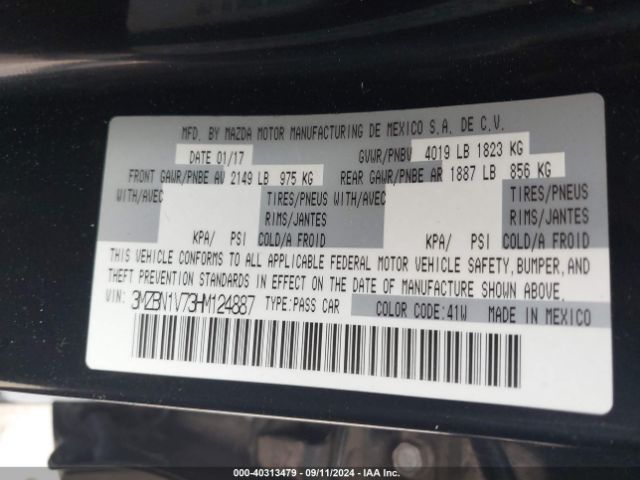 MFD. BY MAZDA MOTOR MANUFACTURING DE MEXICO S.A. DE C.V.
DATE 01/17 GVWR/PNBV 4019 LB 1823 KG
FRONT GAWR/PNBE AV 2149 LB 975 KG REAR GAWR/PNBE AR 1887 LB 856 KG
WITH/AVEC TIRES/PNEUS WITH/AVEC TIRES/PNEUS
RIMS/JANTES RIMS/JANTES
KPA/ PSI COLD/A FROID KPA/ PSI COLD/A FROID
THIS VEHICLE CONFORMS TO ALL APPLICABLE FEDERAL MOTOR VEHICLE SAFETY, BUMPER, AND
THEFT PREVENTION STANDARDS IN EFFECT ON THE DATE OF MANUFACTURE SHOWN ABOVE.
VIN: 3MZBN1V73HM124887 TYPE:PASS CAR COLOR CODE:41W MADE IN MEXICO
000-40313479 - 09/11/2024 - IAA Inc.